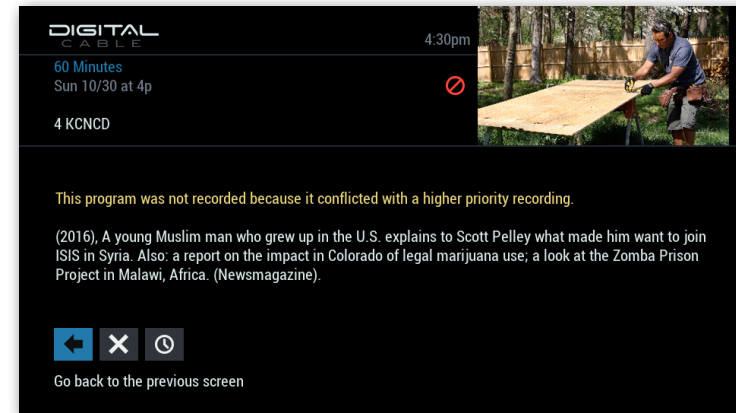 DIGITAL
CABLE
4:30pm
60 Minutes
Sun 10/30 at 4p
4 KCNCD
This program was not recorded because it conflicted with a higher priority recording.
(2016), A young Muslim man who grew up in the U.S. explains to Scott Pelley what made him want to join
ISIS in Syria. Also: a report on the impact in Colorado of legal marijuana use; a look at the Zomba Prison
Project in Malawi, Africa. (Newsmagazine).
Go back to the previous screen